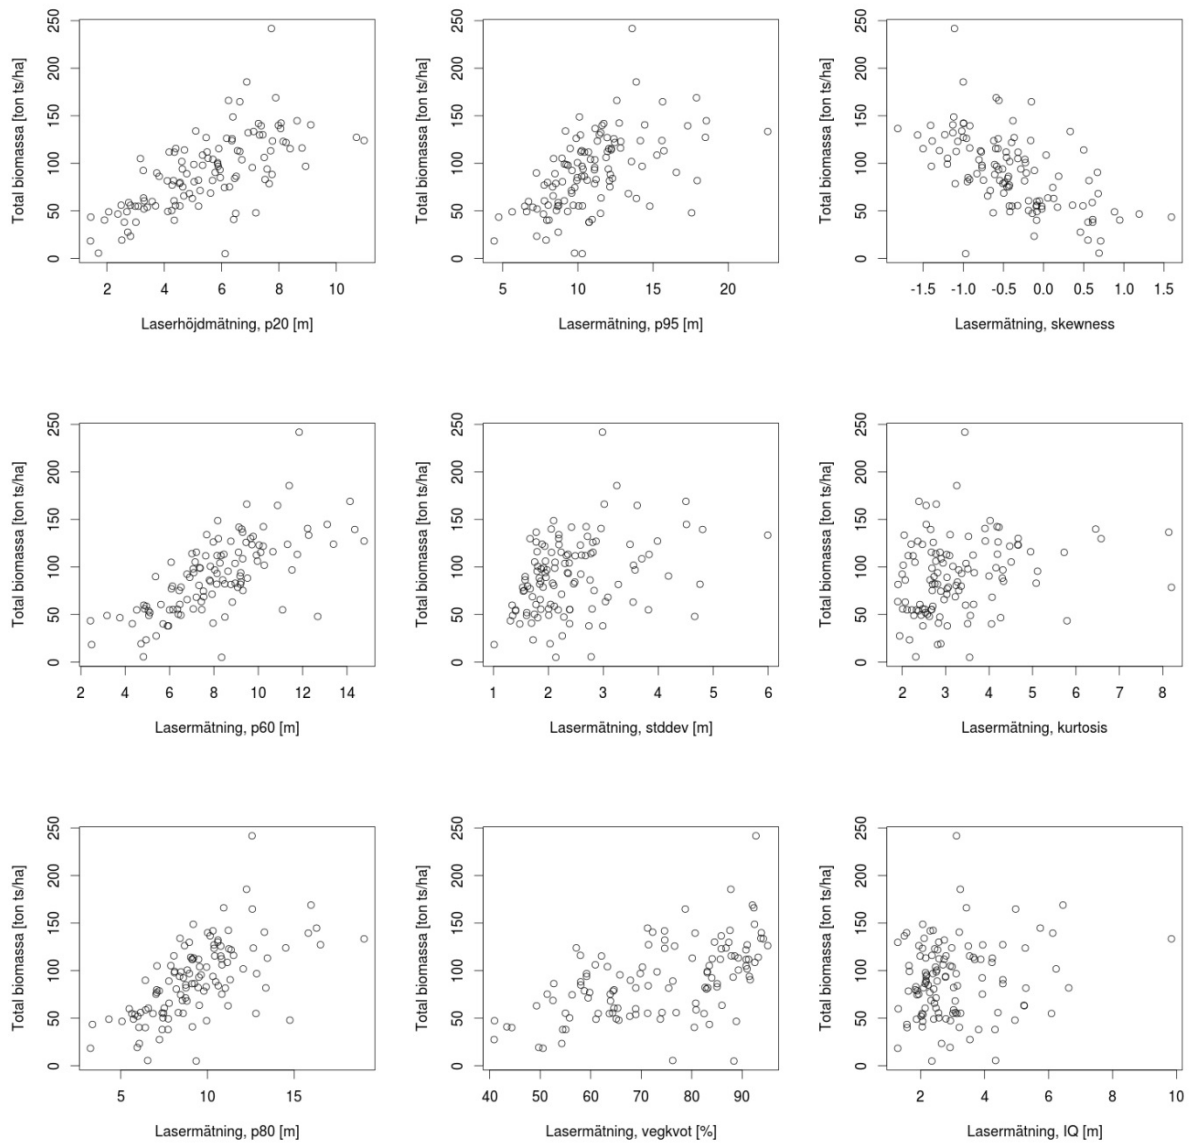 Total biomassa [ton ts/ha]
0 50 100 150 200 250
2 4 6 8 10
Laserhöjdmätning, p20 [m]
Total biomassa [ton ts/ha]
0 50 100 150 200 250
5 10 15 20
Lasermätning, p95 [m]
Total biomassa [ton ts/ha]
0 50 100 150 200 250
-1.5 -1.0 -0.5 0.0 0.5 1.0 1.5
Lasermätning, skewness
Total biomassa [ton ts/ha]
0 50 100 150 200 250
2 4 6 8 10 12 14
Lasermätning, p60 [m]
Total biomassa [ton ts/ha]
0 50 100 150 200 250
1 2 3 4 5 6
Lasermätning, stddev [m]
Total biomassa [ton ts/ha]
0 50 100 150 200 250
2 3 4 5 6 7 8
Lasermätning, kurtosis
Total biomassa [ton ts/ha]
0 50 100 150 200 250
5 10 15
Lasermätning, p80 [m]
Total biomassa [ton ts/ha]
0 50 100 150 200 250
40 50 60 70 80 90
Lasermätning, vegkvot [%]
Total biomassa [ton ts/ha]
0 50 100 150 200 250
2 4 6 8 10
Lasermätning, IQ [m]